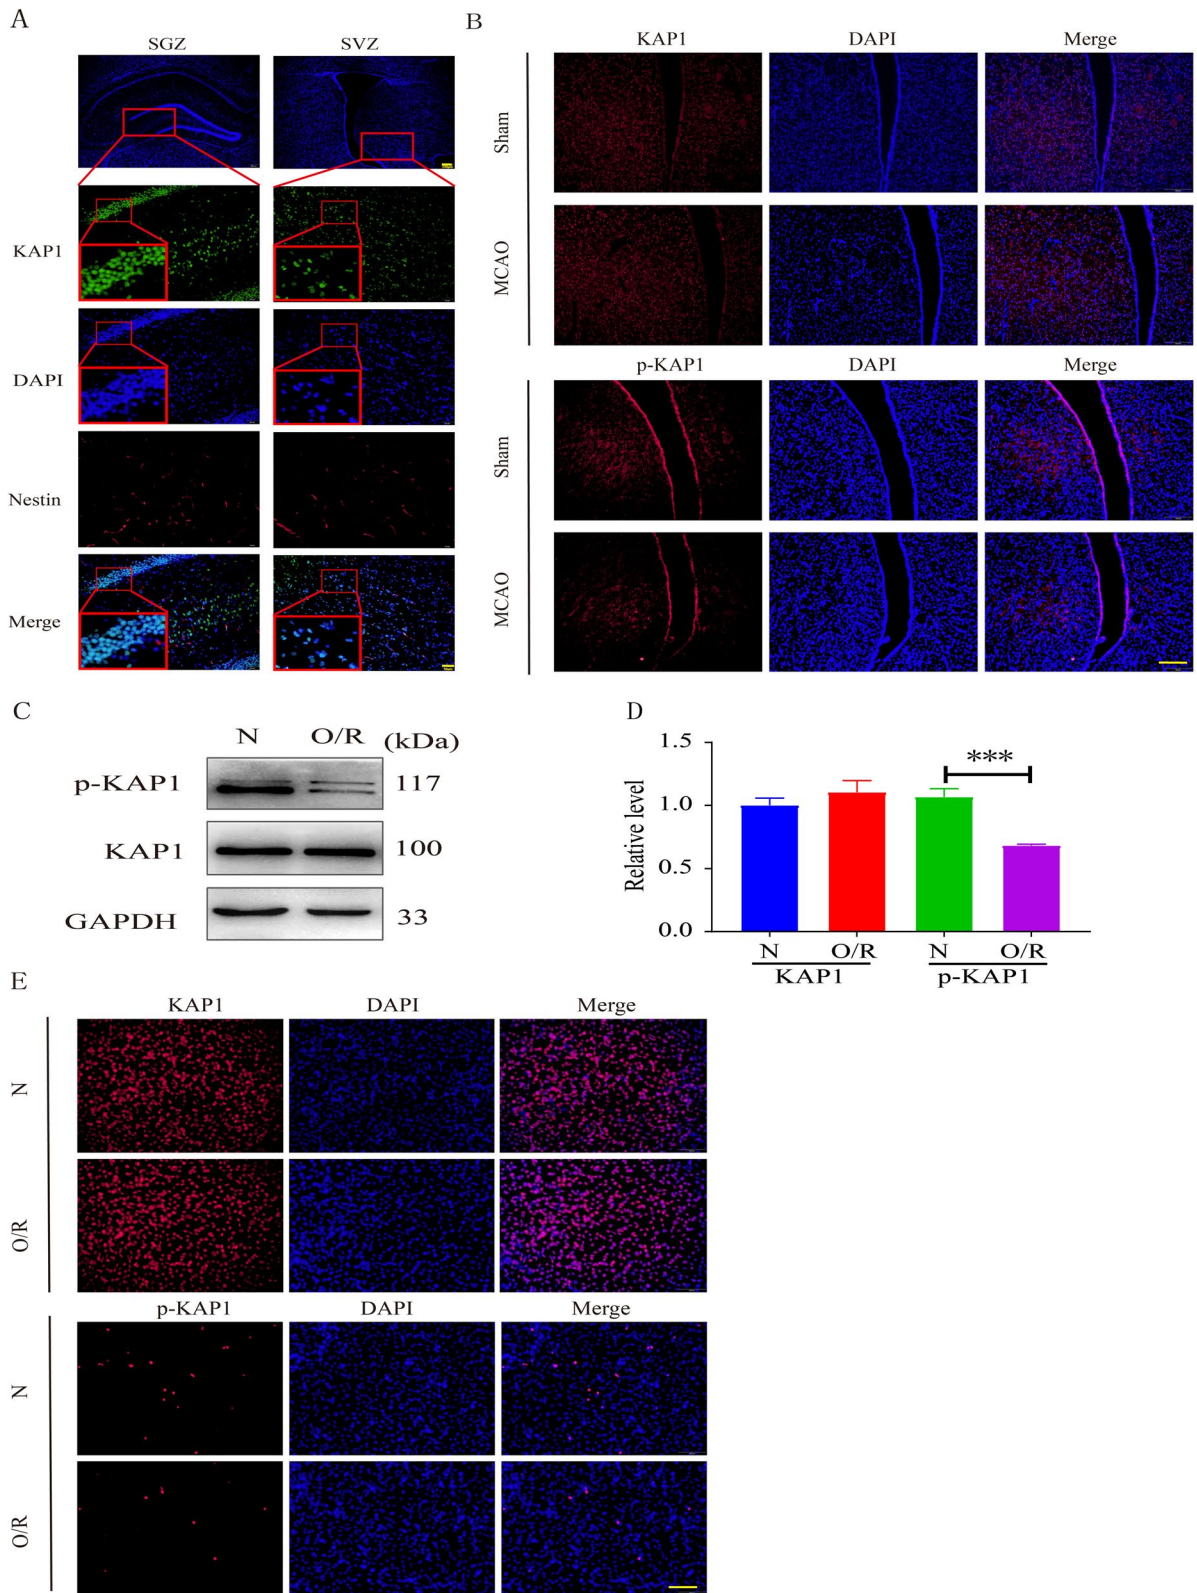 A
SGZ
SVZ
KAP1
DAPI
Nestin
Merge
B
KAP1
DAPI
Merge
Sham
MCAO
p-KAP1
DAPI
Merge
Sham
MCAO
C
N
O/R
(kDa)
p-KAP1
117
KAP1
100
GAPDH
33
D
Relative level
1.5
1.0
0.5
0.0
***
N
O/R
N
O/R
KAP1
p-KAP1
E
KAP1
DAPI
Merge
N
O/R
p-KAP1
DAPI
Merge
N
O/R